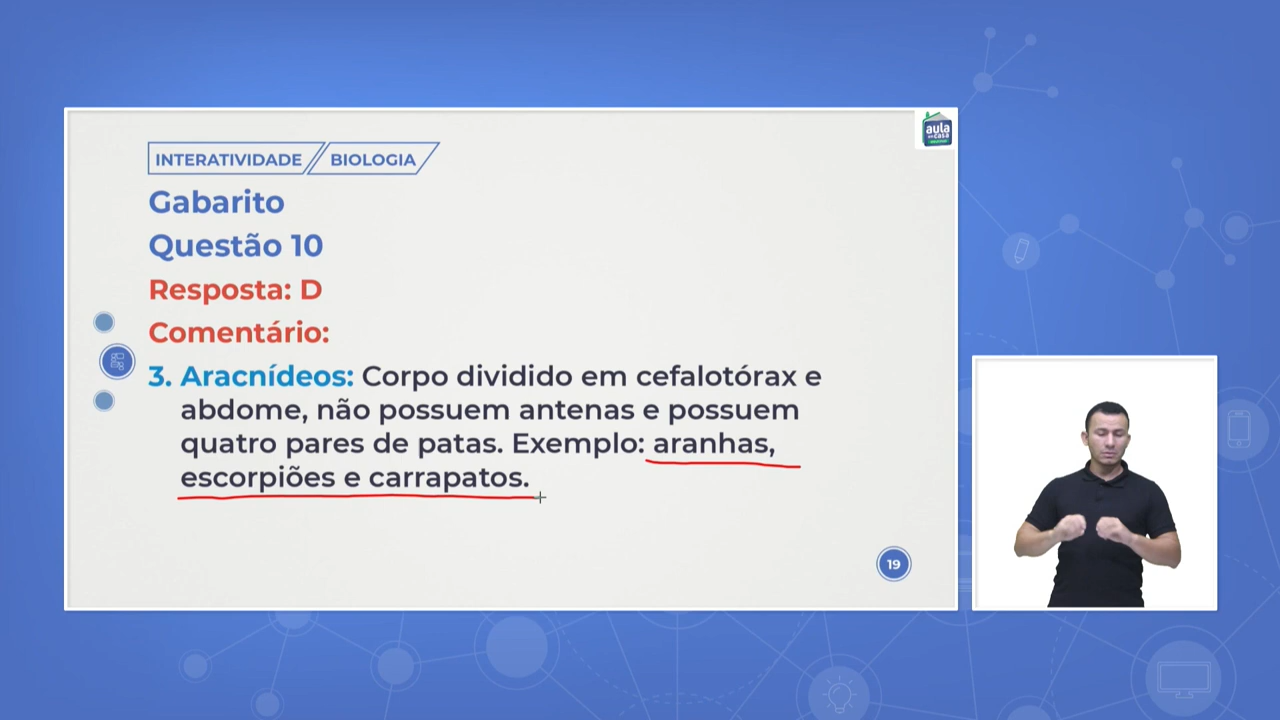 aula
em casa
INTERATIVIDADE BIOLOGIA
Gabarito
Questão 10
Resposta: D
Comentário:
3. Aracnídeos: Corpo dividido em cefalotórax e
abdome, não possuem antenas e possuem
quatro pares de patas. Exemplo: aranhas,
escorpiões e carrapatos.
19